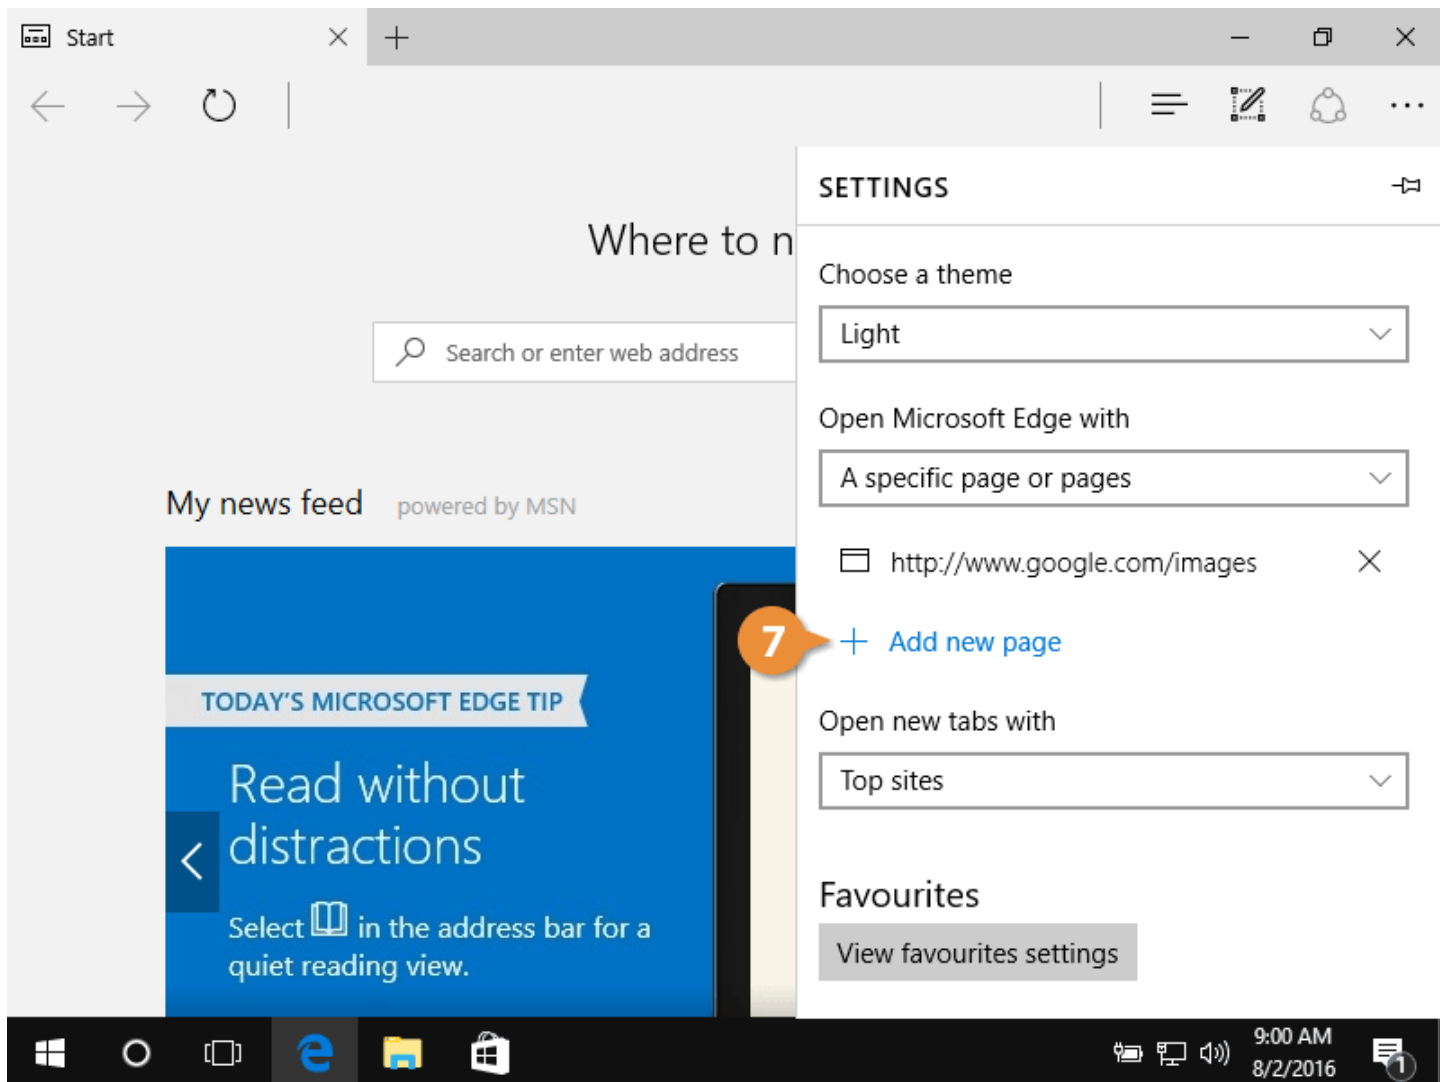 Start
SETTINGS
Where to n
Choose a theme
Light
Search or enter web address
Open Microsoft Edge with
A specific page or pages
My news feed powered by MSN
http://www.google.com/images
7
Add new page
TODAY'S MICROSOFT EDGE TIP
Open new tabs with
Top sites
Read without
distractions
Select in the address bar for a
quiet reading view.
Favourites
View favourites settings
9:00 AM
8/2/2016
1